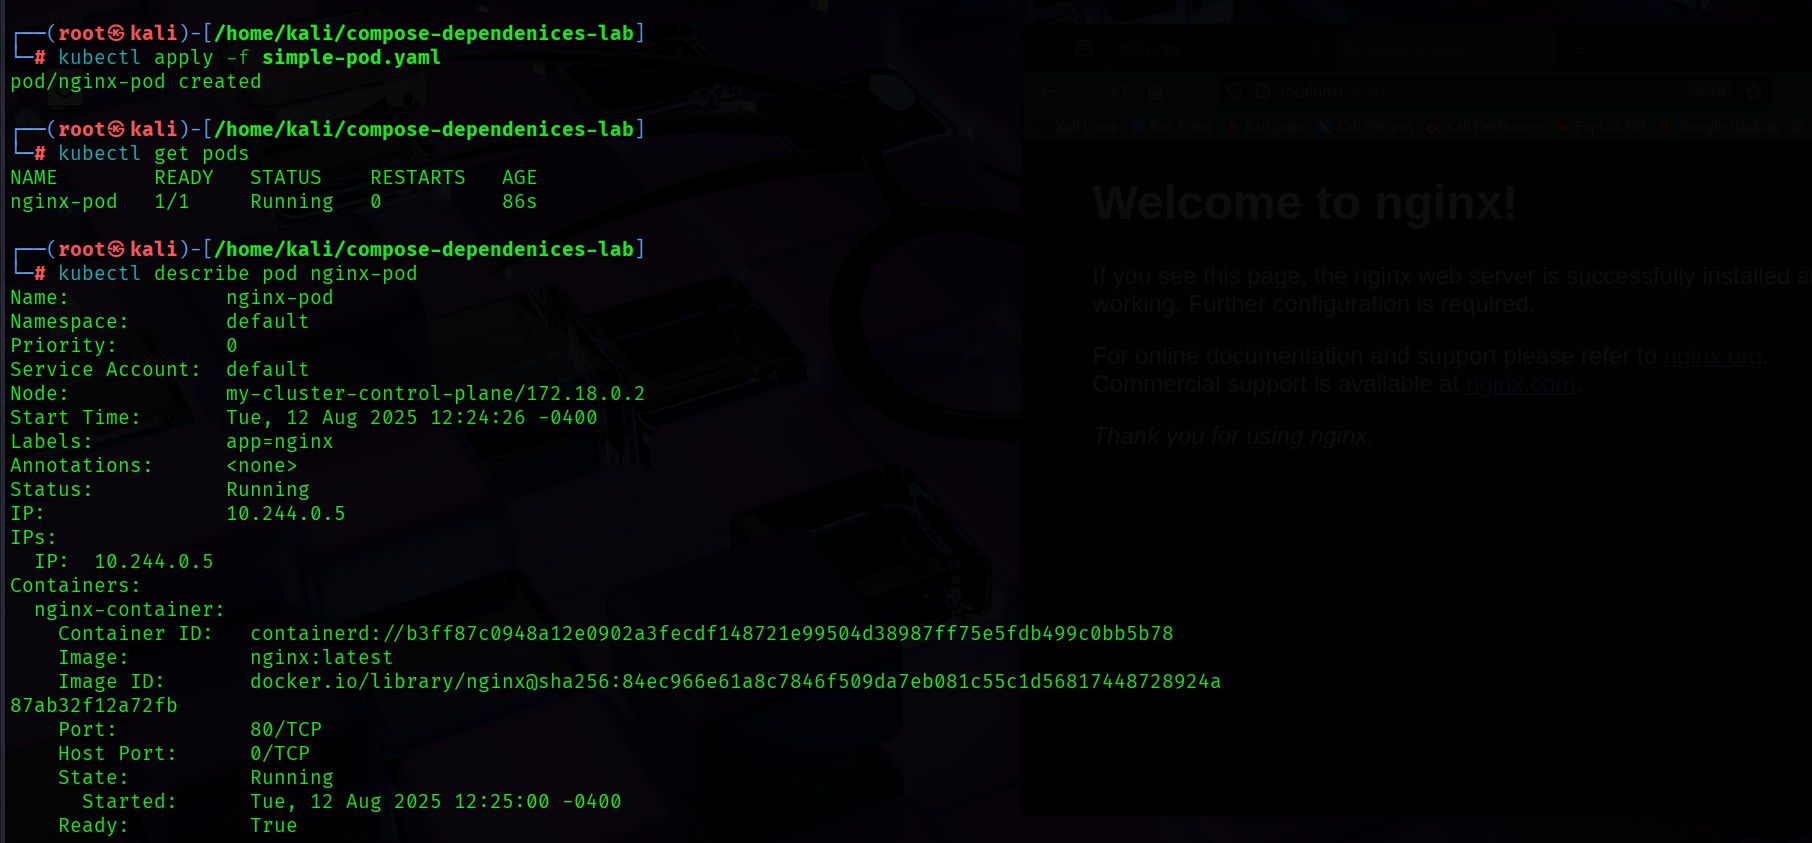 ┌──(root㉿kali)-[/home/kali/compose-dependenices-lab]
└─# kubectl apply -f simple-pod.yaml
pod/nginx-pod created
┌──(root㉿kali)-[/home/kali/compose-dependenices-lab]
└─# kubectl get pods
NAME        READY   STATUS    RESTARTS   AGE
nginx-pod   1/1     Running   0          86s
┌──(root㉿kali)-[/home/kali/compose-dependenices-lab]
└─# kubectl describe pod nginx-pod
Name:             nginx-pod
Namespace:        default
Priority:         0
Service Account:  default
Node:             my-cluster-control-plane/172.18.0.2
Start Time:       Tue, 12 Aug 2025 12:24:26 -0400
Labels:           app=nginx
Annotations:      <none>
Status:           Running
IP:               10.244.0.5
IPs:
  IP:  10.244.0.5
Containers:
  nginx-container:
    Container ID:   containerd://b3ff87c0948a12e0902a3fecdf148721e99504d38987ff75e5fdb499c0bb5b78
    Image:          nginx:latest
    Image ID:       docker.io/library/nginx@sha256:84ec966e61a8c7846f509da7eb081c55c1d56817448728924a
87ab32f12a72fb
    Port:           80/TCP
    Host Port:      0/TCP
    State:          Running
      Started:      Tue, 12 Aug 2025 12:25:00 -0400
    Ready:          True
Kali Linux
Welcome to nginx!
localhost:8080
150%
Kali Linux Kali Tools Kali Docs Kali Forums Kali NetHunter Exploit-DB Google Hacking DB
Welcome to nginx!
If you see this page, the nginx web server is successfully installed
working. Further configuration is required.
For online documentation and support please refer to nginx.org.
Commercial support is available at nginx.com.
Thank you for using nginx.